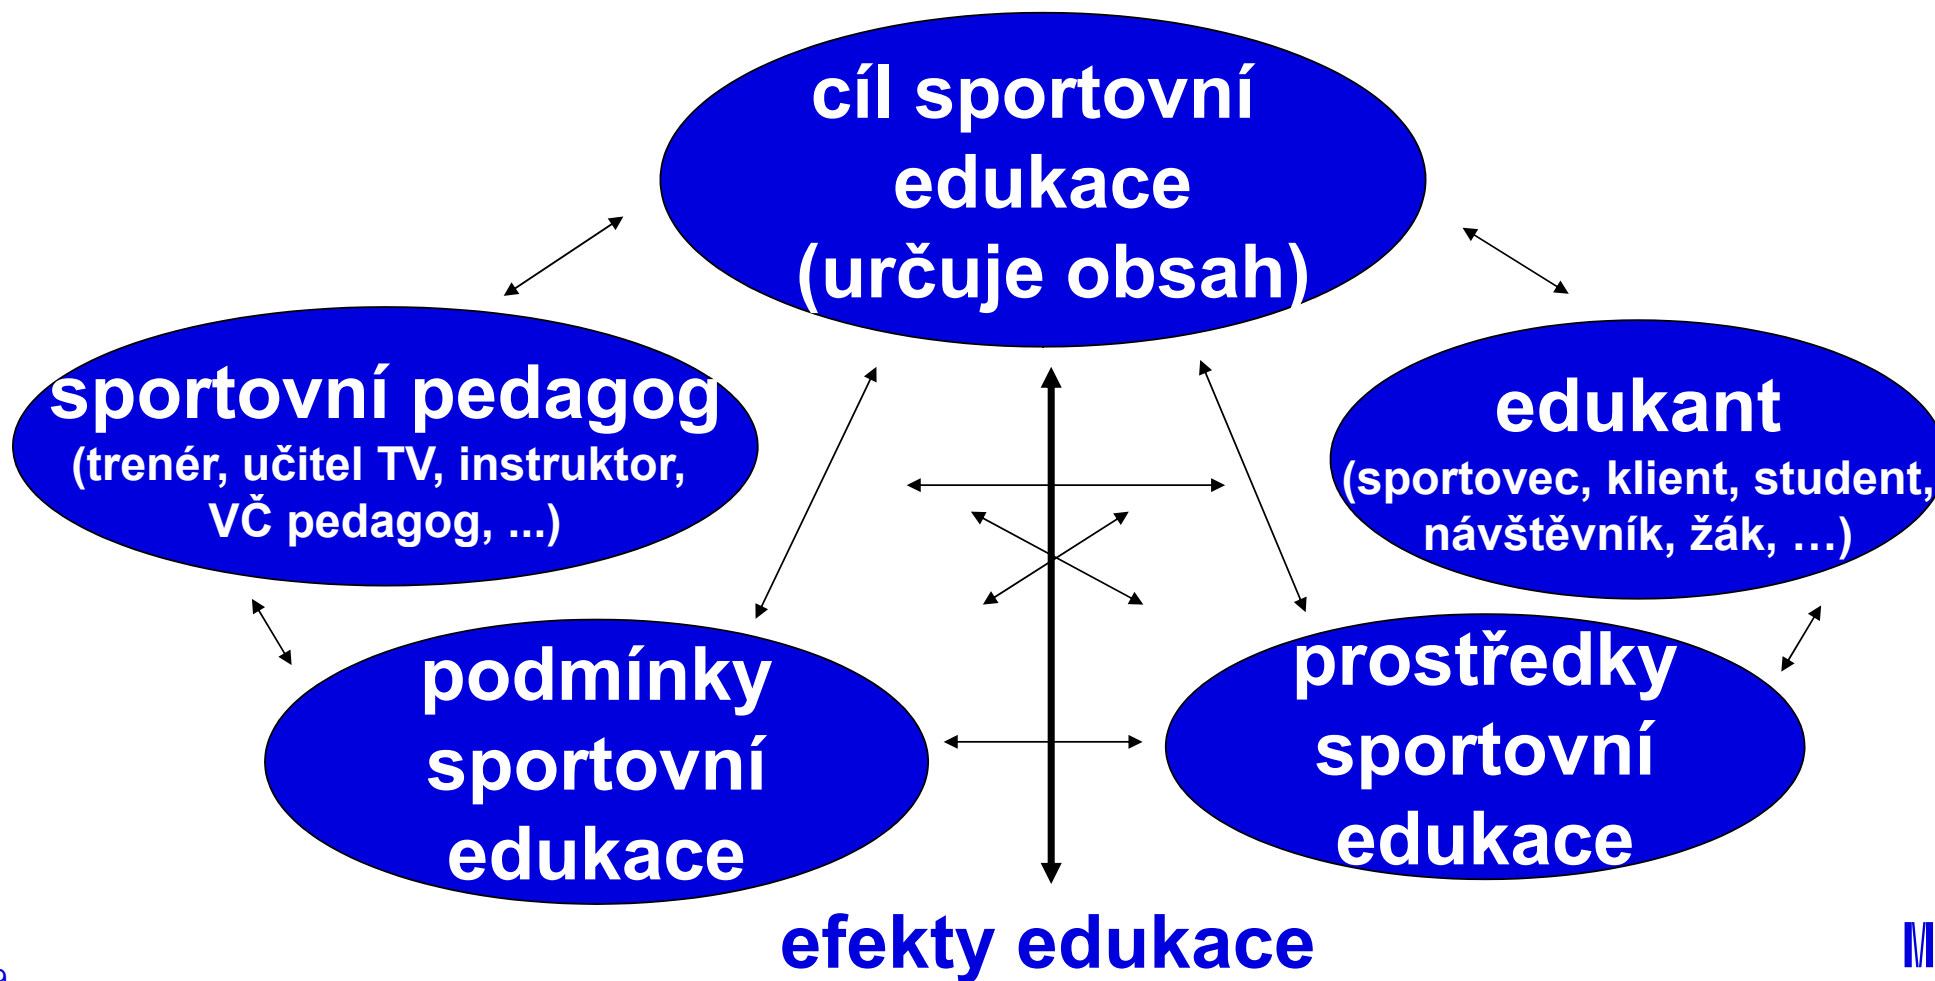 cíl sportovní
edukace
(určuje obsah)
sportovní pedagog
(trenér, učitel TV, instruktor,
VČ pedagog, ...)
edukant
(sportovec, klient, student,
návštěvník, žák, …)
podmínky
sportovní
edukace
prostředky
sportovní
edukace
efekty edukace